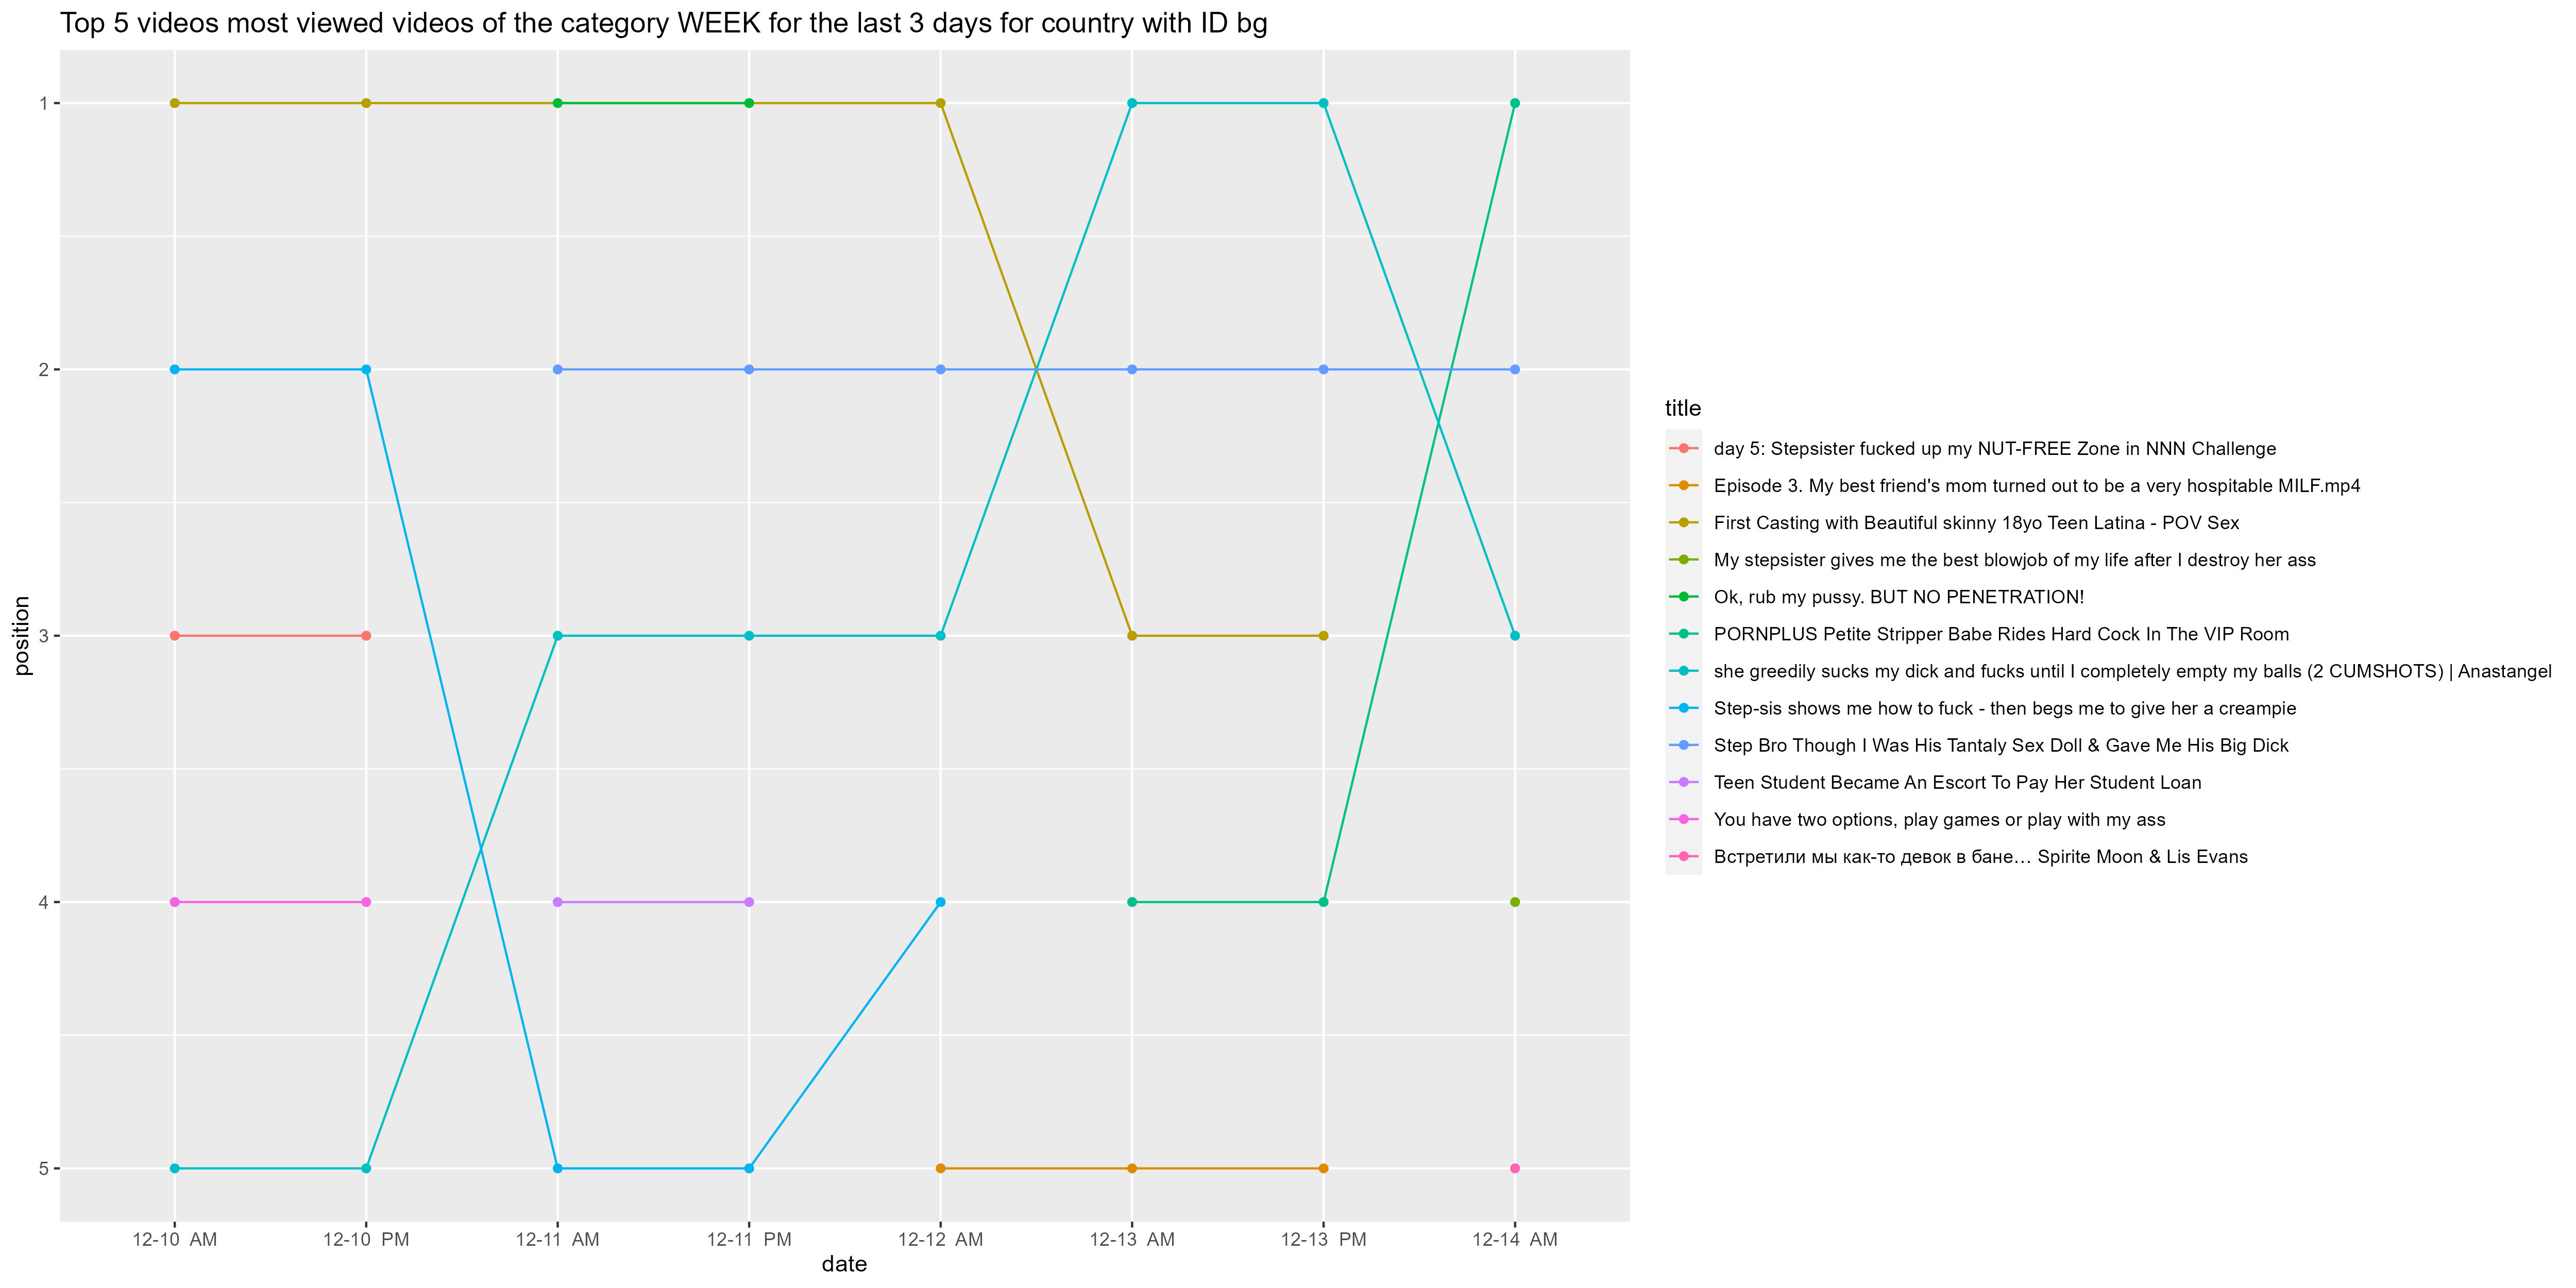 Top 5 videos most viewed videos of the category WEEK for the last 3 days for country with ID bg
position
1
2
3
4
5
12-10 AM
12-10 PM
12-11 AM
12-11 PM
12-12 AM
12-13 AM
12-13 PM
12-14 AM
date
title
day 5: Stepsister fucked up my NUT-FREE Zone in NNN Challenge
Episode 3. My best friend's mom turned out to be a very hospitable MILF.mp4
First Casting with Beautiful skinny 18yo Teen Latina - POV Sex
My stepsister gives me the best blowjob of my life after I destroy her ass
Ok, rub my pussy. BUT NO PENETRATION!
PORNPLUS Petite Stripper Babe Rides Hard Cock In The VIP Room
she greedily sucks my dick and fucks until I completely empty my balls (2 CUMSHOTS) | Anastangel
Step-sis shows me how to fuck - then begs me to give her a creampie
Step Bro Though I Was His Tantaly Sex Doll & Gave Me His Big Dick
Teen Student Became An Escort To Pay Her Student Loan
You have two options, play games or play with my ass
Встретили мы как-то девок в бане… Spirite Moon & Lis Evans